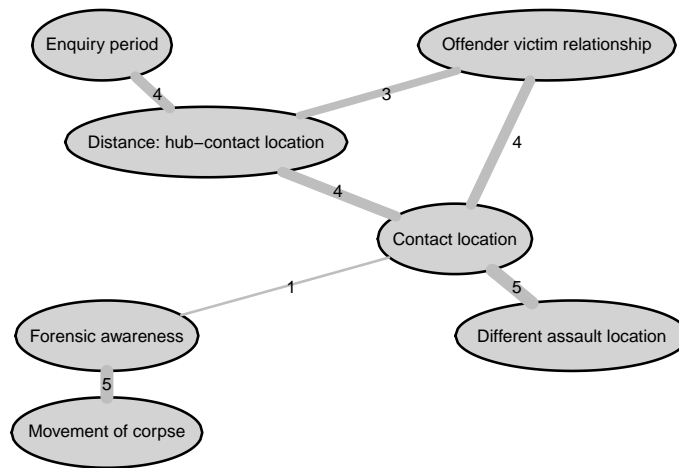 Enquiry period
Offender victim relationship
4
3
Distance: hub−contact location
4
4
Contact location
1
5
Forensic awareness
Different assault location
5
Movement of corpse